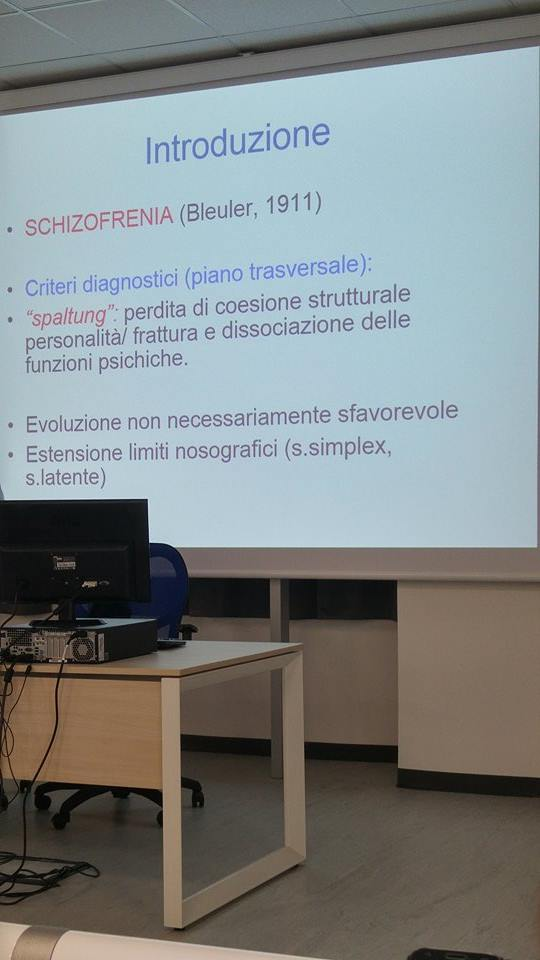 Introduzione
• SCHIZOFRENIA (Bleuler, 1911)
• Criteri diagnostici (piano trasversale):
• “spaltung”: perdita di coesione strutturale
personalità/ frattura e dissociazione delle
funzioni psichiche.
• Evoluzione non necessariamente sfavorevole
• Estensione limiti nosografici (s.simplex,
s.latente)